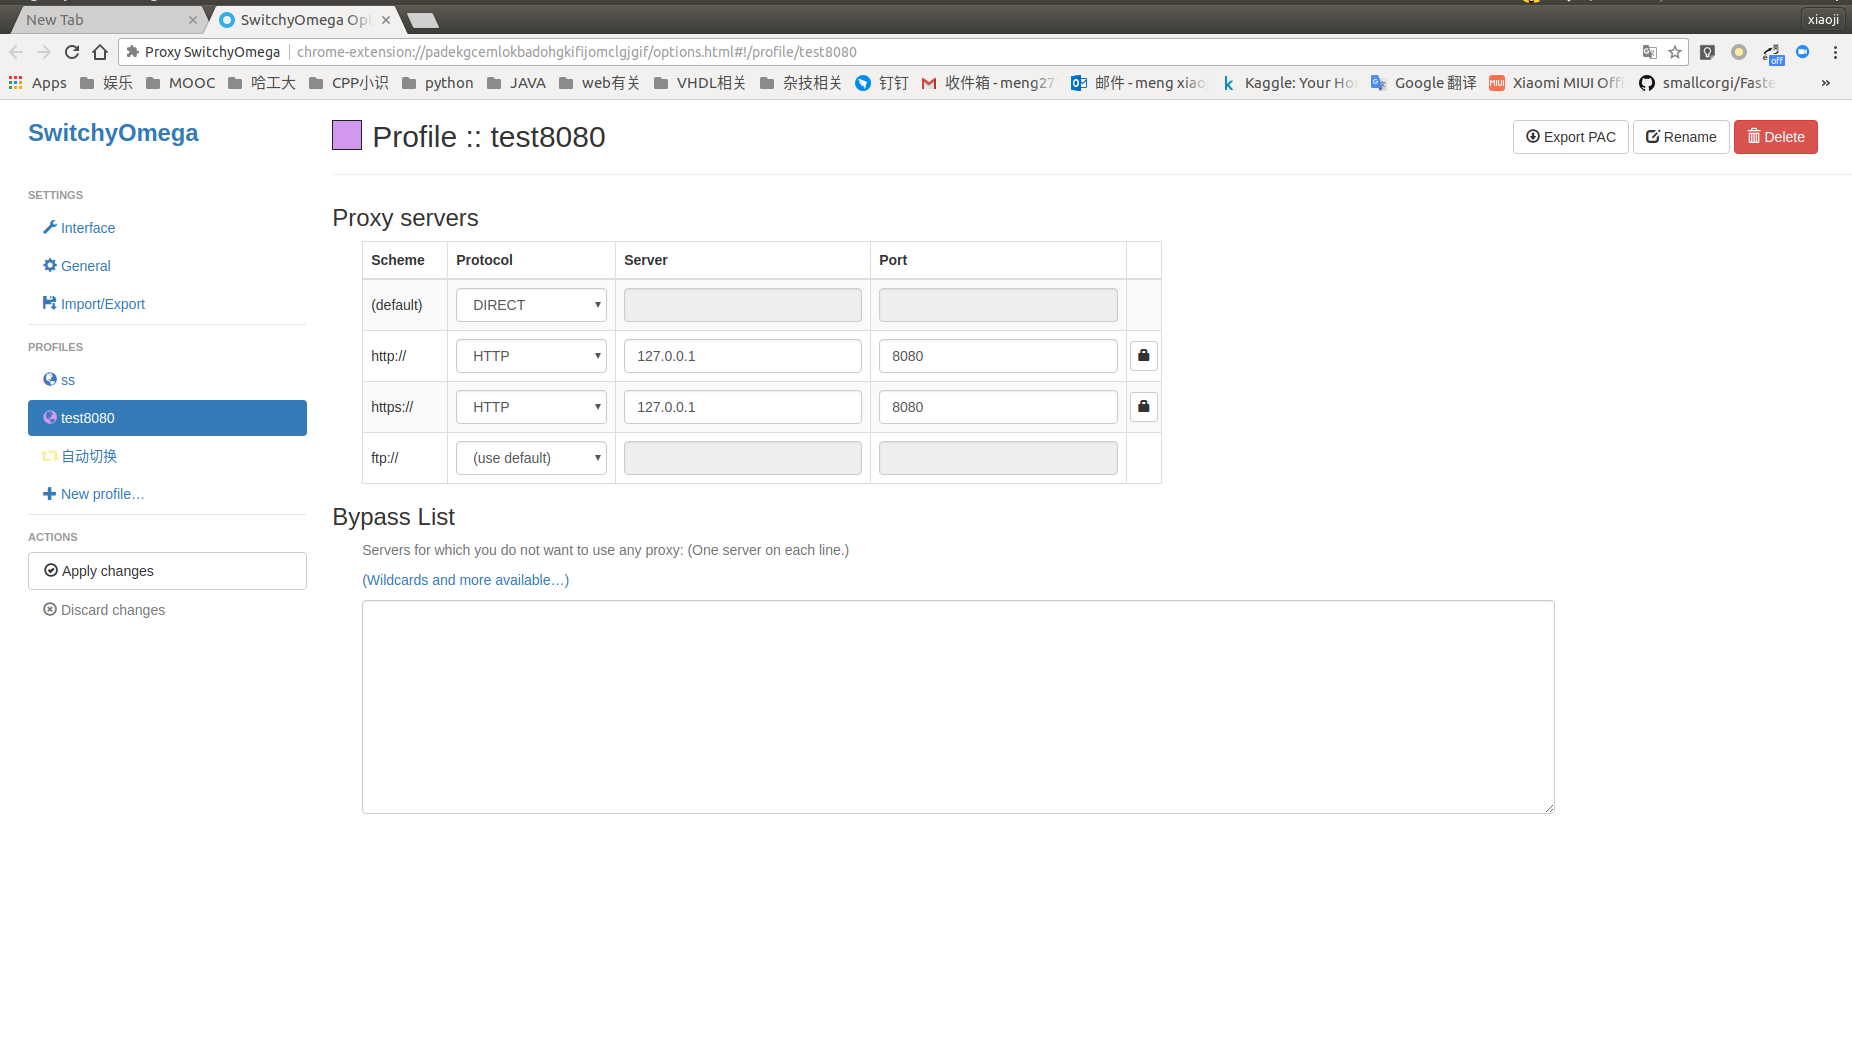 New Tab
SwitchyOmega Opt
xiaoji
Proxy SwitchyOmega
chrome-extension://padekgcemlokbadohgkifijomclgjgif/options.html#!/profile/test8080
off
Apps 娱乐 MOOC 哈工大 CPP小识 python JAVA web有关 VHDL相关 杂技相关 钉钉 收件箱 - meng27 邮件 - meng xiao Kaggle: Your Ho Google 翻译 Xiaomi MIUI Offi smallcorgi/Faste »
SwitchyOmega
SETTINGS
Interface
General
Import/Export
PROFILES
ss
test8080
自动切换
New profile…
ACTIONS
Apply changes
Discard changes
Profile :: test8080
Export PAC
Rename
Delete
Proxy servers
Scheme Protocol Server Port
(default) DIRECT
http:// HTTP 127.0.0.1 8080
https:// HTTP 127.0.0.1 8080
ftp:// (use default)
Bypass List
Servers for which you do not want to use any proxy: (One server on each line.)
(Wildcards and more available…)